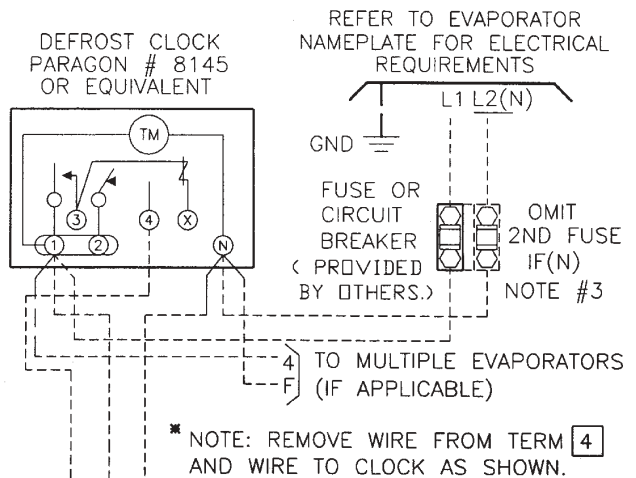 REFER TO EVAPORATOR
NAMEPLATE FOR ELECTRICAL
REQUIREMENTS
DEFROST CLOCK
PARAGON # 8145
OR EQUIVALENT
L1 L2(N)
GND
TM
3
4
X
1
2
N
FUSE OR
CIRCUIT
BREAKER
( PROVIDED
BY OTHERS.)
OMIT
2ND FUSE
IF(N)
NOTE #3
4 TO MULTIPLE EVAPORATORS
F (IF APPLICABLE)
* NOTE: REMOVE WIRE FROM TERM 4
AND WIRE TO CLOCK AS SHOWN.